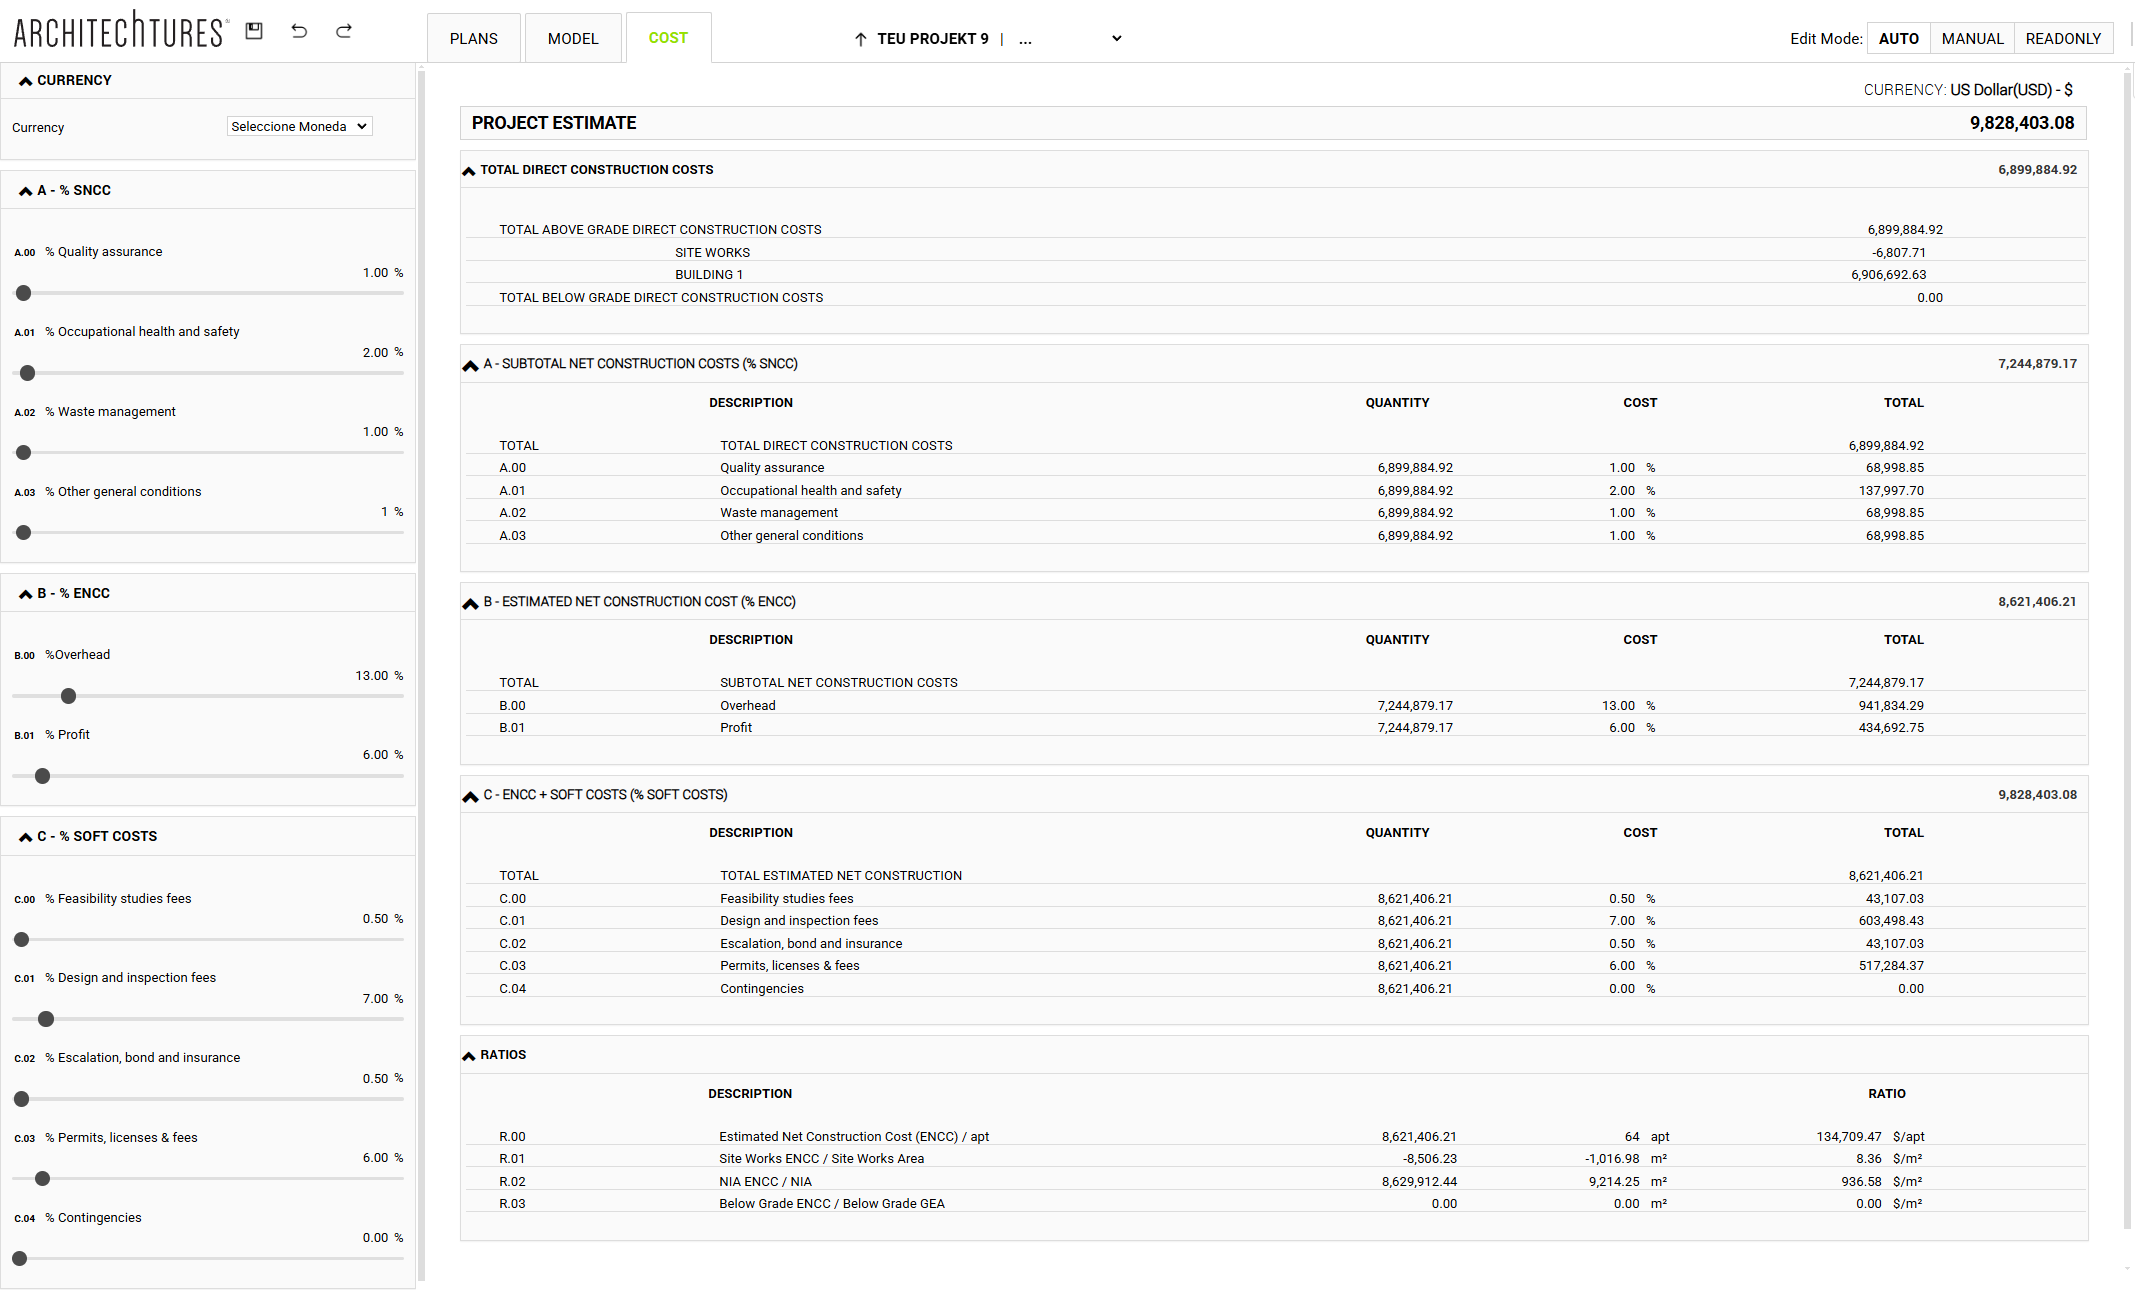 ARCHITECHTURES
PLANS
MODEL
COST
TEU PROJEKT 9 | ...
Edit Mode: AUTO MANUAL READONLY
CURRENCY
Currency Seleccione Moneda
A - % SNCC
A.00 % Quality assurance
1.00 %
A.01 % Occupational health and safety
2.00 %
A.02 % Waste management
1.00 %
A.03 % Other general conditions
1 %
B - % ENCC
B.00 %Overhead
13.00 %
B.01 % Profit
6.00 %
C - % SOFT COSTS
C.00 % Feasibility studies fees
0.50 %
C.01 % Design and inspection fees
7.00 %
C.02 % Escalation, bond and insurance
0.50 %
C.03 % Permits, licenses & fees
6.00 %
C.04 % Contingencies
0.00 %
CURRENCY: US Dollar(USD) - $
PROJECT ESTIMATE 9,828,403.08
TOTAL DIRECT CONSTRUCTION COSTS 6,899,884.92
TOTAL ABOVE GRADE DIRECT CONSTRUCTION COSTS 6,899,884.92
SITE WORKS -6,807.71
BUILDING 1 6,906,692.63
TOTAL BELOW GRADE DIRECT CONSTRUCTION COSTS 0.00
A - SUBTOTAL NET CONSTRUCTION COSTS (% SNCC) 7,244,879.17
DESCRIPTION QUANTITY COST TOTAL
TOTAL TOTAL DIRECT CONSTRUCTION COSTS 6,899,884.92
A.00 Quality assurance 6,899,884.92 1.00 % 68,998.85
A.01 Occupational health and safety 6,899,884.92 2.00 % 137,997.70
A.02 Waste management 6,899,884.92 1.00 % 68,998.85
A.03 Other general conditions 6,899,884.92 1.00 % 68,998.85
B - ESTIMATED NET CONSTRUCTION COST (% ENCC) 8,621,406.21
DESCRIPTION QUANTITY COST TOTAL
TOTAL SUBTOTAL NET CONSTRUCTION COSTS 7,244,879.17
B.00 Overhead 7,244,879.17 13.00 % 941,834.29
B.01 Profit 7,244,879.17 6.00 % 434,692.75
C - ENCC + SOFT COSTS (% SOFT COSTS) 9,828,403.08
DESCRIPTION QUANTITY COST TOTAL
TOTAL TOTAL ESTIMATED NET CONSTRUCTION 8,621,406.21
C.00 Feasibility studies fees 8,621,406.21 0.50 % 43,107.03
C.01 Design and inspection fees 8,621,406.21 7.00 % 603,498.43
C.02 Escalation, bond and insurance 8,621,406.21 0.50 % 43,107.03
C.03 Permits, licenses & fees 8,621,406.21 6.00 % 517,284.37
C.04 Contingencies 8,621,406.21 0.00 % 0.00
RATIOS
DESCRIPTION RATIO
R.00 Estimated Net Construction Cost (ENCC) / apt 8,621,406.21 64 apt 134,709.47 $/apt
R.01 Site Works ENCC / Site Works Area -8,506.23 -1,016.98 m² 8.36 $/m²
R.02 NIA ENCC / NIA 8,629,912.44 9,214.25 m² 936.58 $/m²
R.03 Below Grade ENCC / Below Grade GEA 0.00 0.00 m² 0.00 $/m²